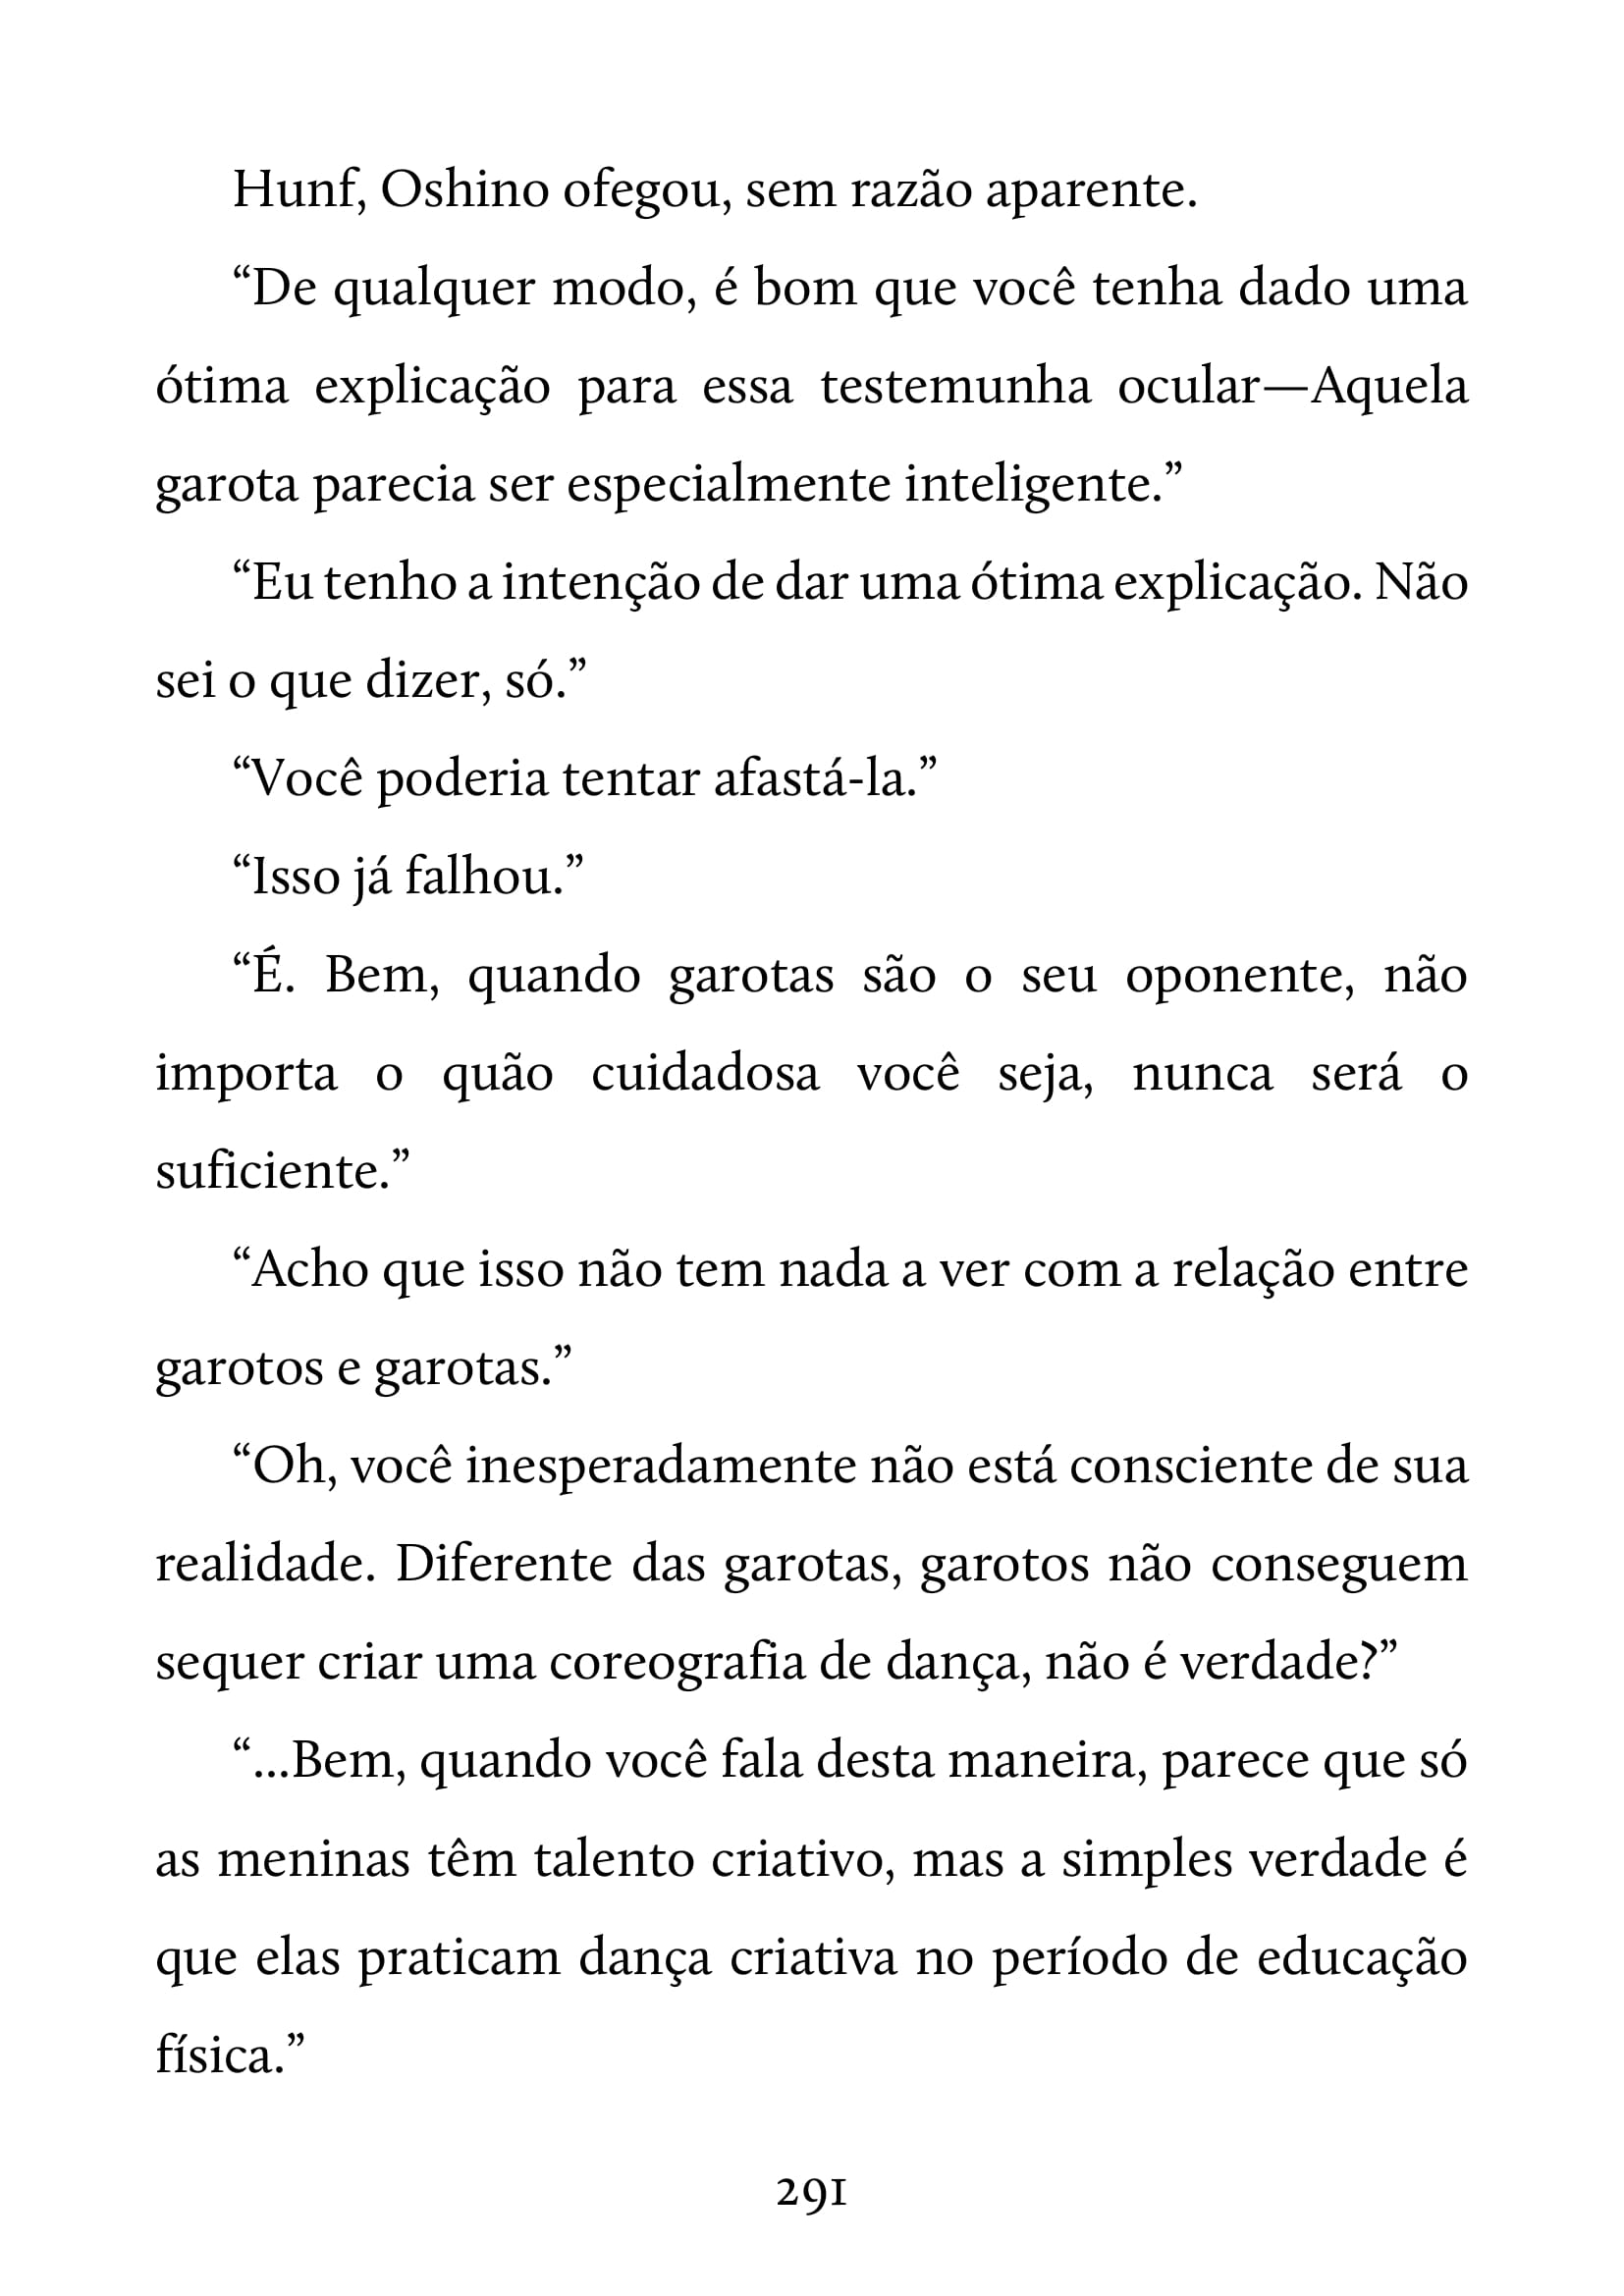 Hunf, Oshino ofegou, sem razão aparente.
“De qualquer modo, é bom que você tenha dado uma
ótima explicação para essa testemunha ocular—Aquela
garota parecia ser especialmente inteligente.”
“Eu tenho a intenção de dar uma ótima explicação. Não
sei o que dizer, só.”
“Você poderia tentar afastá-la.”
“Isso já falhou.”
“É. Bem, quando garotas são o seu oponente, não
importa o quão cuidadosa você seja, nunca será o
suficiente.”
“Acho que isso não tem nada a ver com a relação entre
garotos e garotas.”
“Oh, você inesperadamente não está consciente de sua
realidade. Diferente das garotas, garotos não conseguem
sequer criar uma coreografia de dança, não é verdade?”
“...Bem, quando você fala desta maneira, parece que só
as meninas têm talento criativo, mas a simples verdade é
que elas praticam dança criativa no período de educação
física.”
291